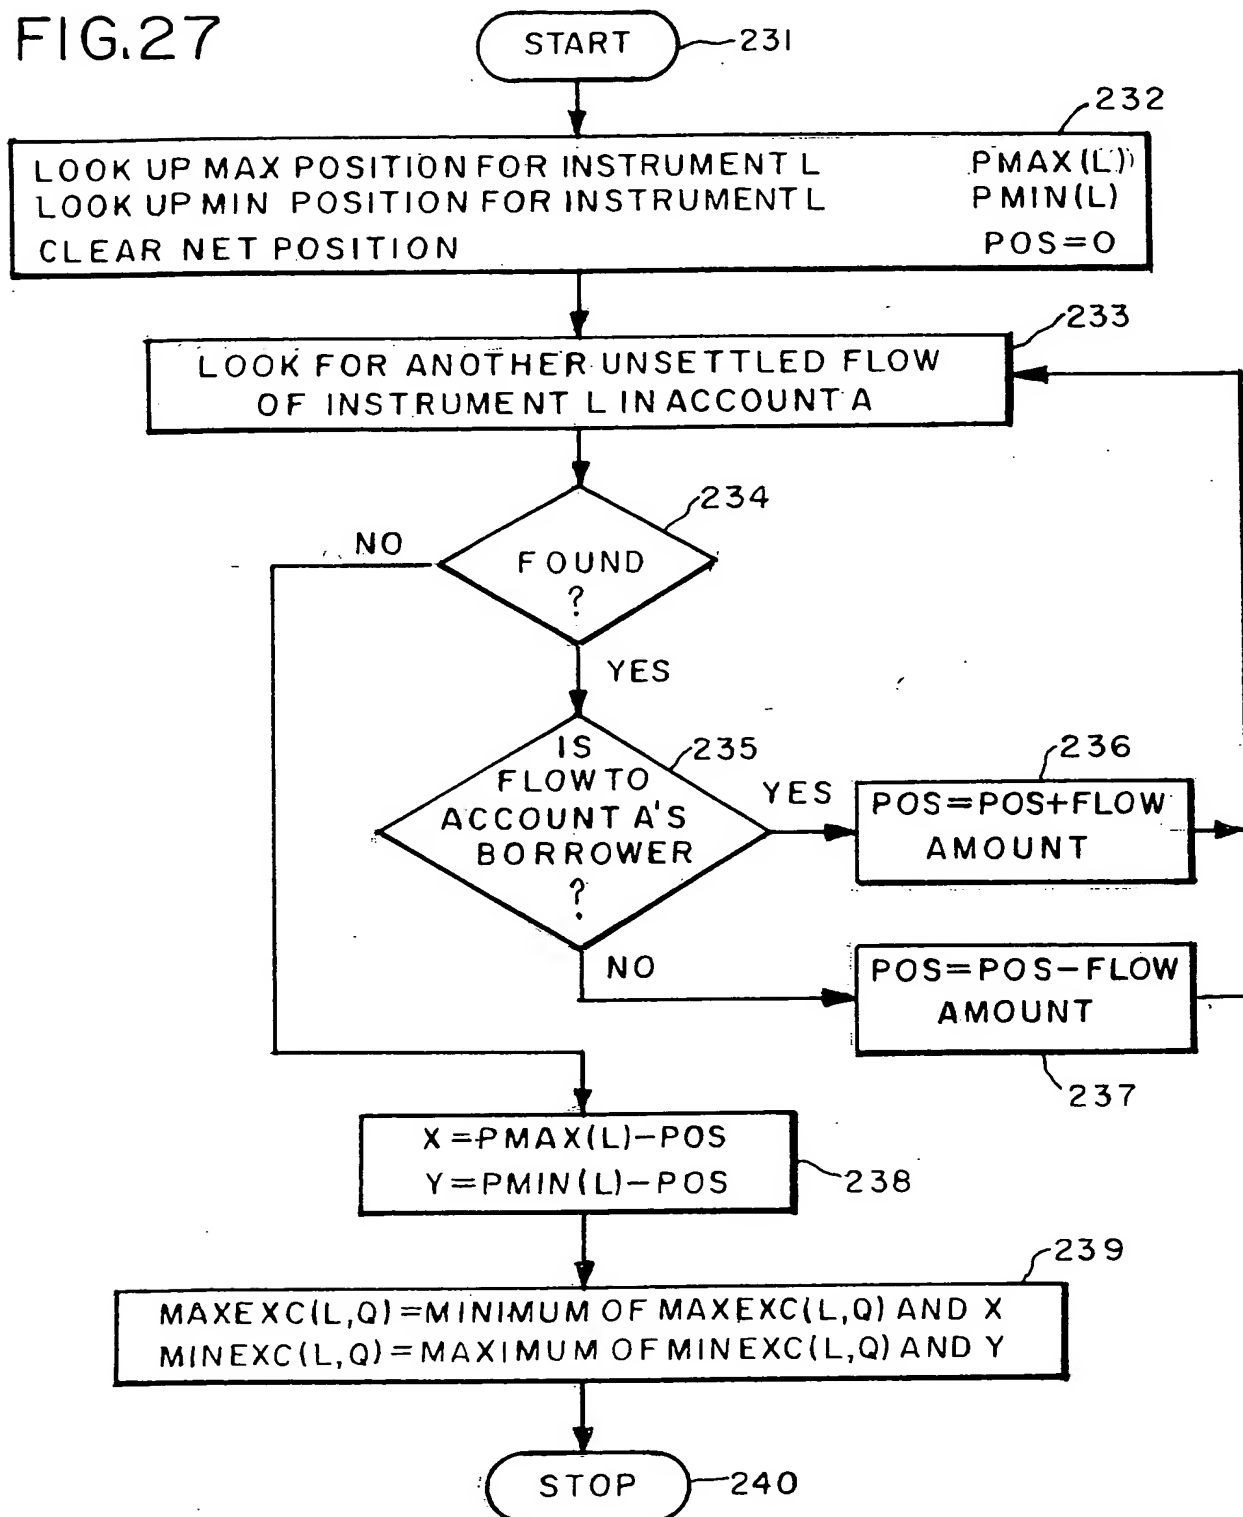 FIG.27
START
231
232
LOOK UP MAX POSITION FOR INSTRUMENT L PMAX(L)
LOOK UP MIN POSITION FOR INSTRUMENT L PMIN(L)
CLEAR NET POSITION POS=0
233
LOOK FOR ANOTHER UNSETTLED FLOW
OF INSTRUMENT L IN ACCOUNT A
234
NO
FOUND
?
YES
235
IS
FLOW TO
ACCOUNT A'S
BORROWER
?
YES
236
POS=POS+FLOW
AMOUNT
NO
POS=POS-FLOW
AMOUNT
237
X=PMAX(L)-POS
Y=PMIN(L)-POS
238
239
MAXEXC(L,Q)=MINIMUM OF MAXEXC(L,Q) AND X
MINEXC(L,Q)=MAXIMUM OF MINEXC(L,Q) AND Y
STOP
240